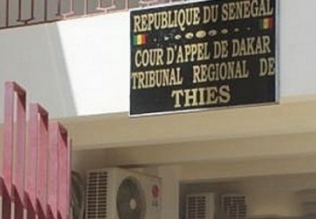 REPUBLIQUE DU SENEGAL
COUR D'APPEL DE DAKAR
TRIBUNAL REGIONAL DE
THIES